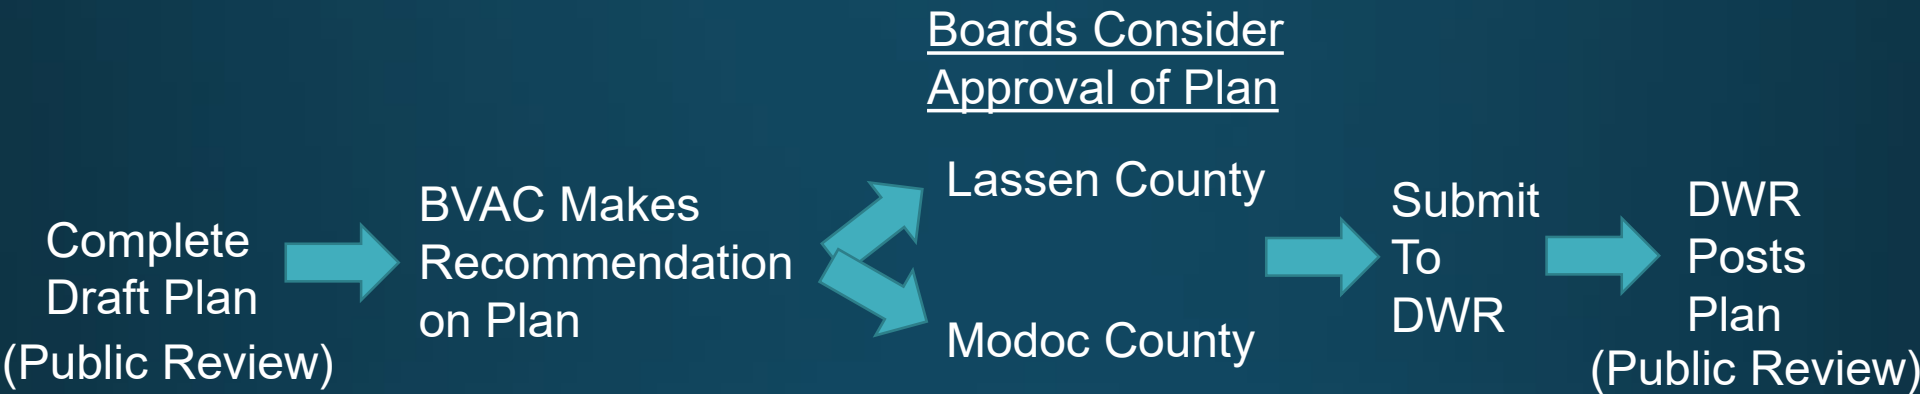 Complete
Draft Plan
(Public Review)
BVAC Makes
Recommendation
on Plan
Boards Consider
Approval of Plan
Lassen County
Modoc County
Submit
To
DWR
DWR
Posts
Plan
(Public Review)